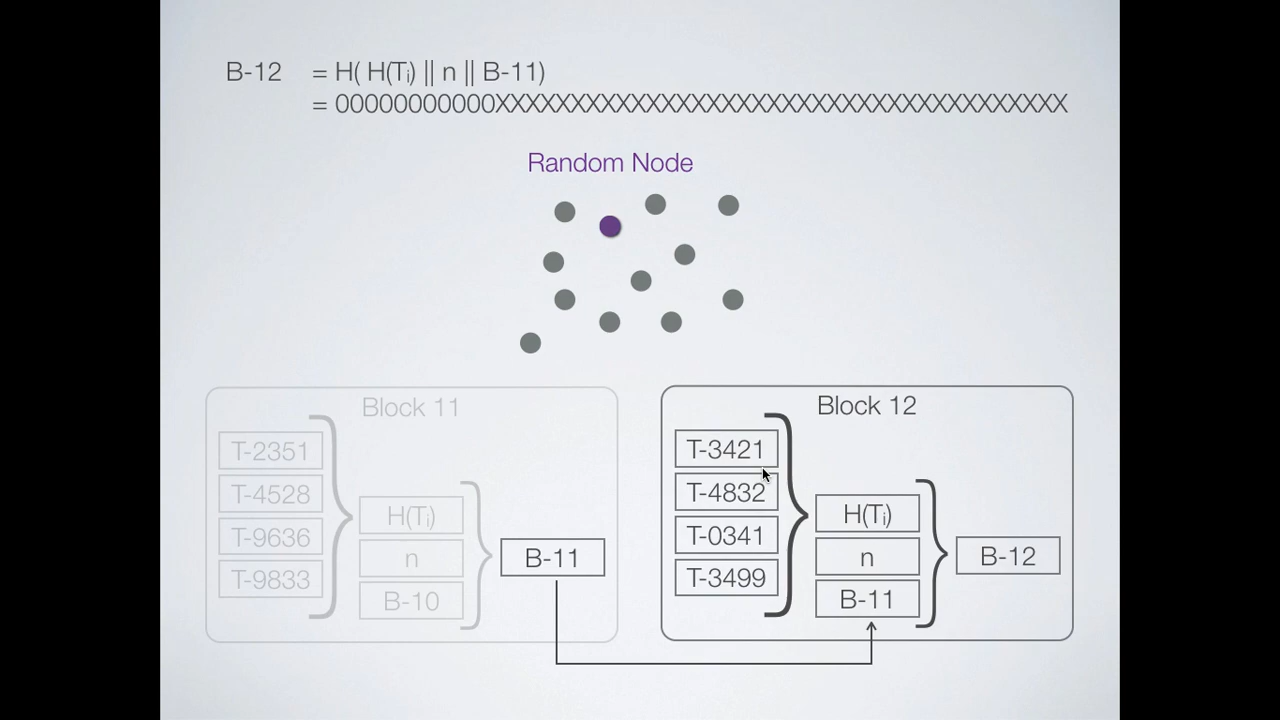 B-12 = H( H(Tᵢ) || n || B-11)
= 00000000000XXXXXXXXXXXXXXXXXXXXXXXXXXXXXXXXXXXXXX
Random Node
Block 11
T-2351
T-4528
T-9636
T-9833
H(Tᵢ)
n
B-10
B-11
Block 12
T-3421
T-4832
T-0341
T-3499
H(Tᵢ)
n
B-11
B-12